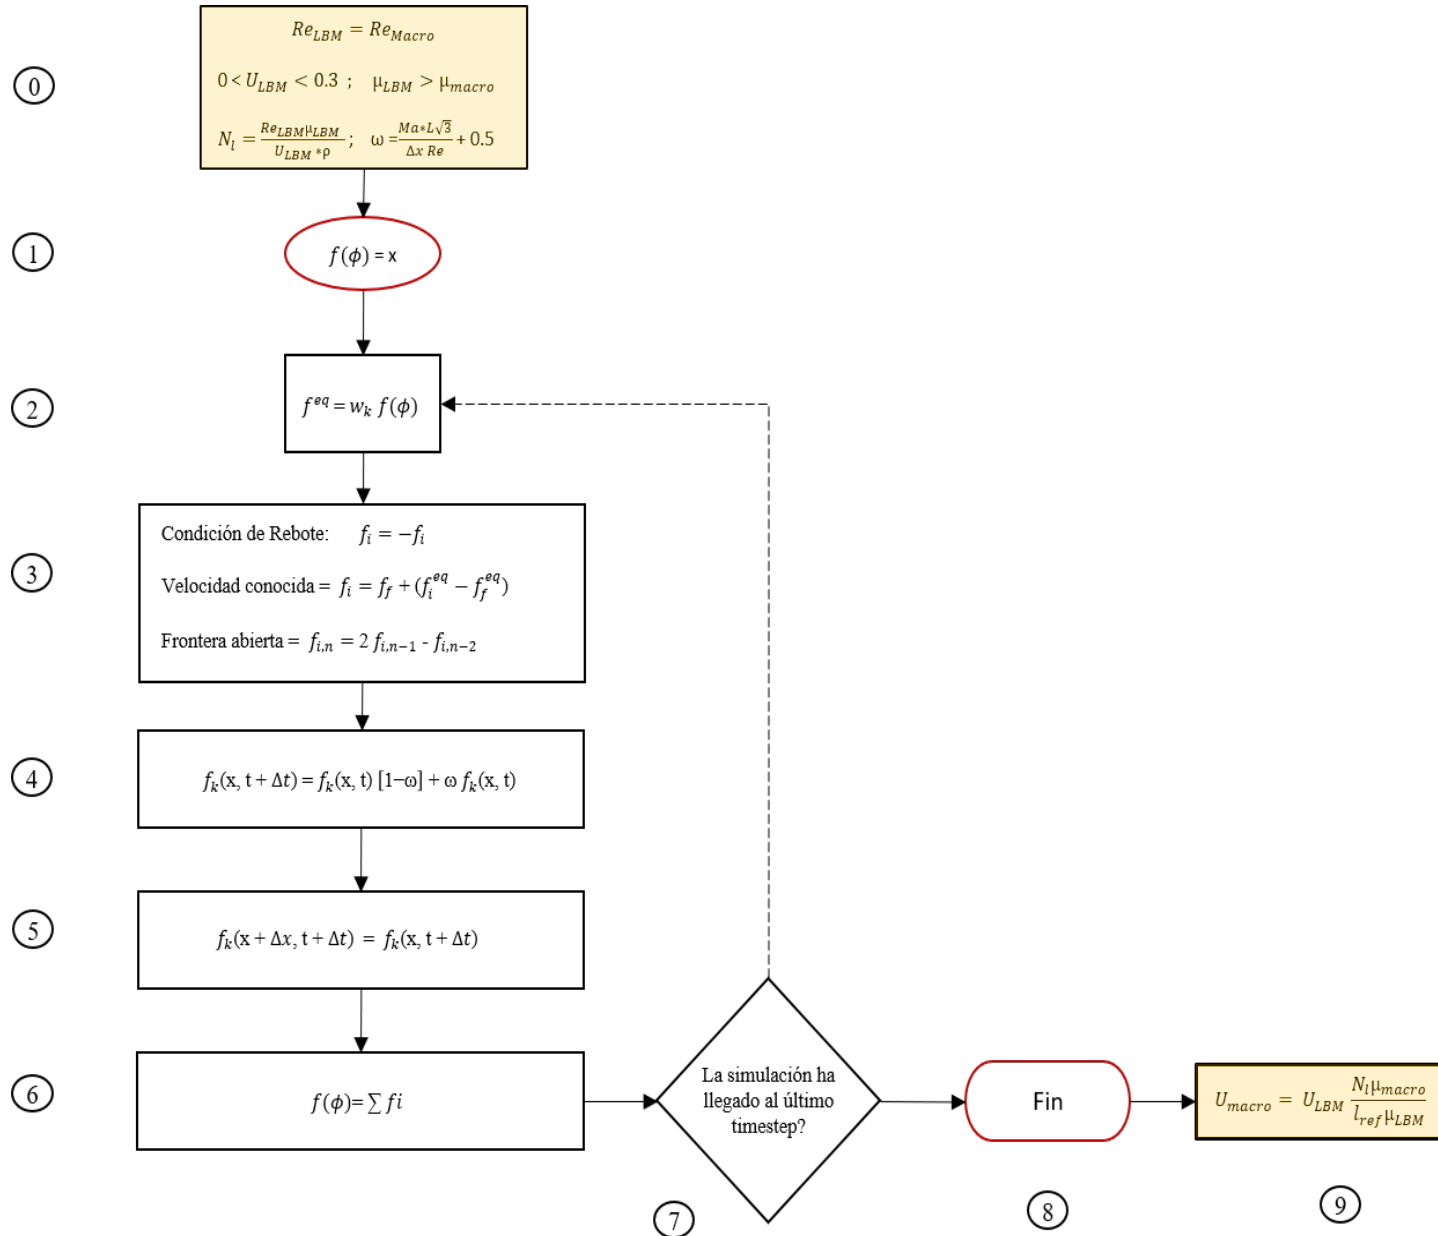 0
Re_LBM = Re_Macro
0 < U_LBM < 0.3 ; μ_LBM > μ_macro
N_l = Re_LBM μ_LBM / U_LBM * ρ ; ω = Ma*L√3 / Δx Re + 0.5
1
f(ϕ) = x
2
f^eq = w_k f(ϕ)
3
Condición de Rebote: f_i = −f_i
Velocidad conocida = f_i = f_f + (f_i^eq − f_f^eq)
Frontera abierta = f_i,n = 2 f_i,n−1 - f_i,n−2
4
f_k(x, t + Δt) = f_k(x, t) [1−ω] + ω f_k(x, t)
5
f_k(x + Δx, t + Δt) = f_k(x, t + Δt)
6
f(ϕ)= ∑ fi
La simulación ha
llegado al último
timestep?
7
Fin
8
U_macro = U_LBM N_l μ_macro / l_ref μ_LBM
9